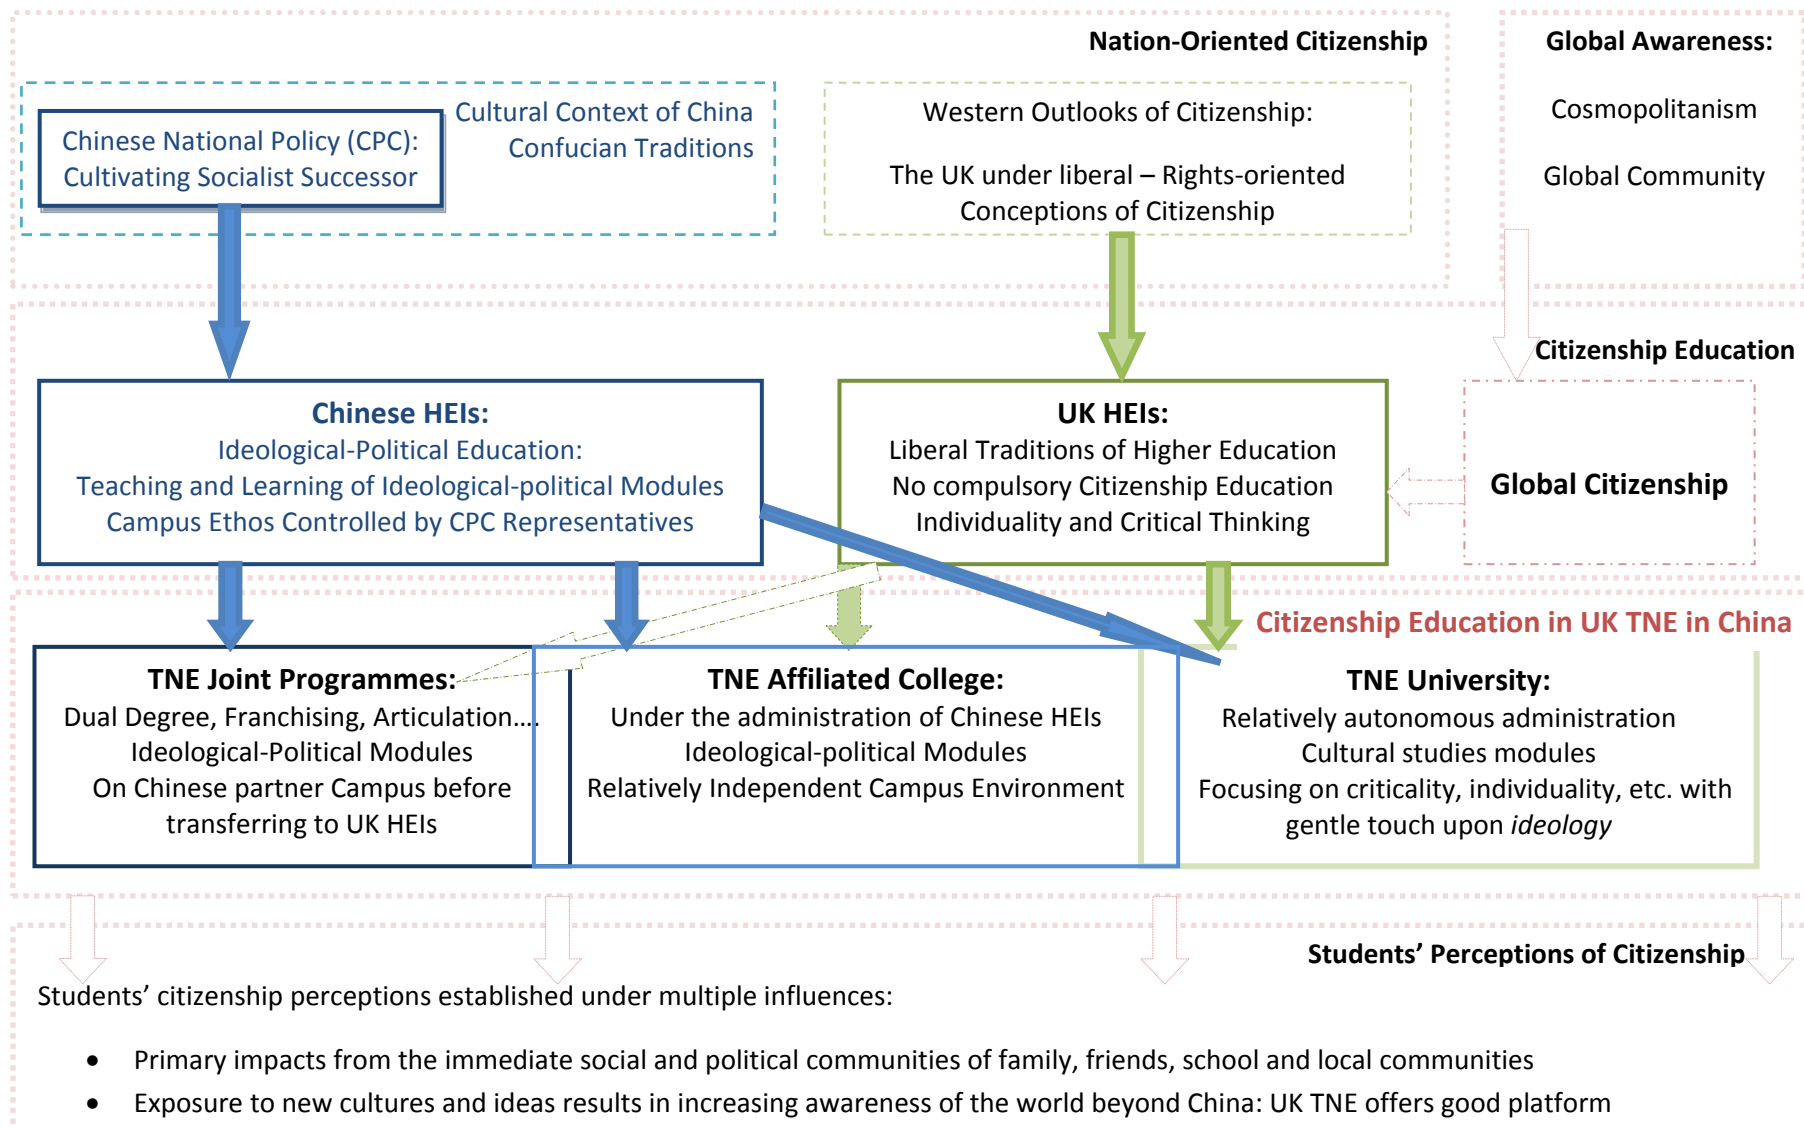 Nation-Oriented Citizenship
Global Awareness:
Cosmopolitanism
Global Community
Cultural Context of China
Confucian Traditions
Chinese National Policy (CPC):
Cultivating Socialist Successor
Western Outlooks of Citizenship:
The UK under liberal – Rights-oriented
Conceptions of Citizenship
Citizenship Education
Chinese HEIs:
Ideological-Political Education:
Teaching and Learning of Ideological-political Modules
Campus Ethos Controlled by CPC Representatives
UK HEIs:
Liberal Traditions of Higher Education
No compulsory Citizenship Education
Individuality and Critical Thinking
Global Citizenship
Citizenship Education in UK TNE in China
TNE Joint Programmes:
Dual Degree, Franchising, Articulation….
Ideological-Political Modules
On Chinese partner Campus before
transferring to UK HEIs
TNE Affiliated College:
Under the administration of Chinese HEIs
Ideological-political Modules
Relatively Independent Campus Environment
TNE University:
Relatively autonomous administration
Cultural studies modules
Focusing on criticality, individuality, etc. with
gentle touch upon ideology
Students’ Perceptions of Citizenship
Students’ citizenship perceptions established under multiple influences:
• Primary impacts from the immediate social and political communities of family, friends, school and local communities
• Exposure to new cultures and ideas results in increasing awareness of the world beyond China: UK TNE offers good platform